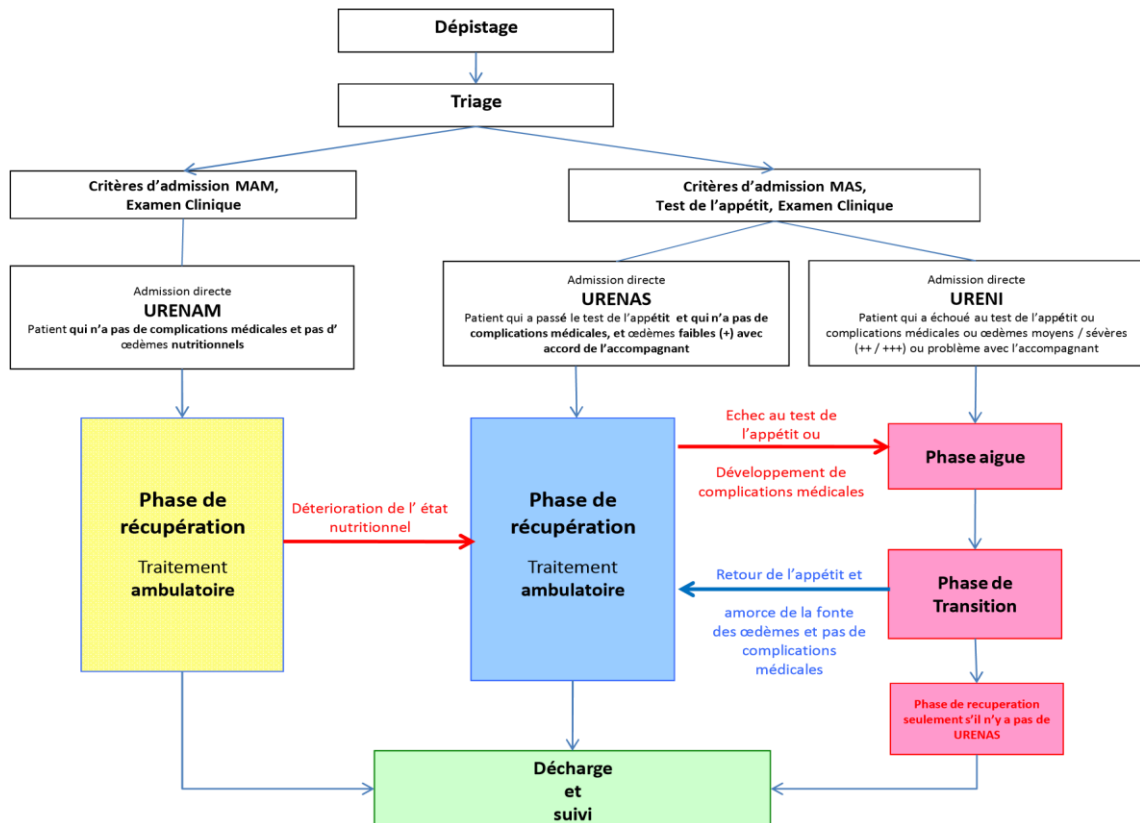 Dépistage
Triage
Critères d’admission MAM,
Examen Clinique
Critères d’admission MAS,
Test de l’appétit, Examen Clinique
Admission directe
URENAM
Patient qui n’a pas de complications médicales et pas d’
œdèmes nutritionnels
Admission directe
URENAS
Patient qui a passé le test de l’appétit et qui n’a pas de
complications médicales, et œdèmes faibles (+) avec
accord de l’accompagnant
Admission directe
URENI
Patient qui a échoué au test de l’appétit ou
complications médicales ou œdèmes moyens / sévères
(++ / +++) ou problème avec l’accompagnant
Phase de
récupération
Traitement
ambulatoire
Déterioration de l’ état
nutritionnel
Phase de
récupération
Traitement
ambulatoire
Echec au test de
l’appétit ou
Développement de
complications médicales
Phase aigue
Retour de l’appétit et
amorce de la fonte
des œdèmes et pas de
complications
médicales
Phase de
Transition
Phase de recuperation
seulement s’il n’y a pas de
URENAS
Décharge
et
suivi